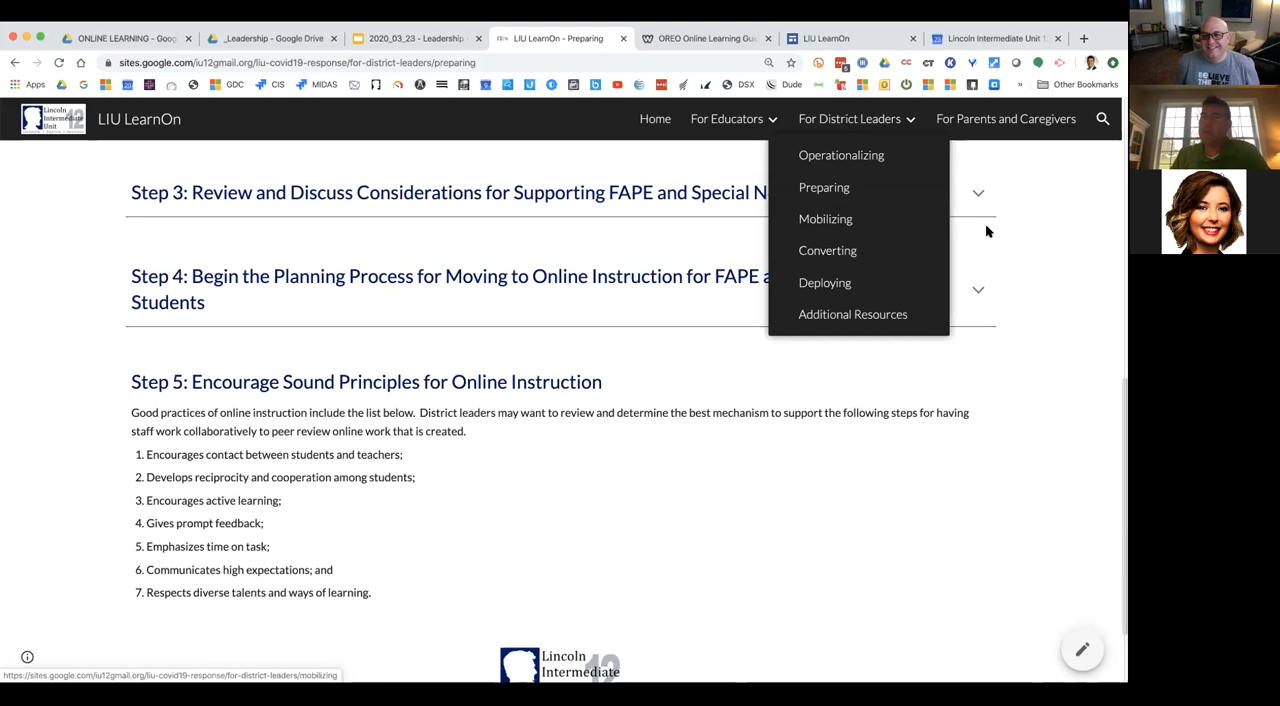 ONLINE LEARNING - Goog
_Leadership - Google Drive
2020_03_23 - Leadership -
LIU LearnOn - Preparing
OREO Online Learning Gui
LIU LearnOn
Lincoln Intermediate Unit 1
sites.google.com/iu12gmail.org/liu-covid19-response/for-district-leaders/preparing
Apps
GDC
CIS
MIDAS
DSX
Dude
Other Bookmarks
Lincoln
Intermediate
Unit
12
LIU LearnOn
Home
For Educators
For District Leaders
For Parents and Caregivers
Operationalizing
Preparing
Mobilizing
Converting
Deploying
Additional Resources
Step 3: Review and Discuss Considerations for Supporting FAPE and Special N
Step 4: Begin the Planning Process for Moving to Online Instruction for FAPE a
Students
Step 5: Encourage Sound Principles for Online Instruction
Good practices of online instruction include the list below. District leaders may want to review and determine the best mechanism to support the following steps for having
staff work collaboratively to peer review online work that is created.
1. Encourages contact between students and teachers;
2. Develops reciprocity and cooperation among students;
3. Encourages active learning;
4. Gives prompt feedback;
5. Emphasizes time on task;
6. Communicates high expectations; and
7. Respects diverse talents and ways of learning.
Lincoln
Intermediate
12
https://sites.google.com/iu12gmail.org/liu-covid19-response/for-district-leaders/mobilizing
BELIEVE